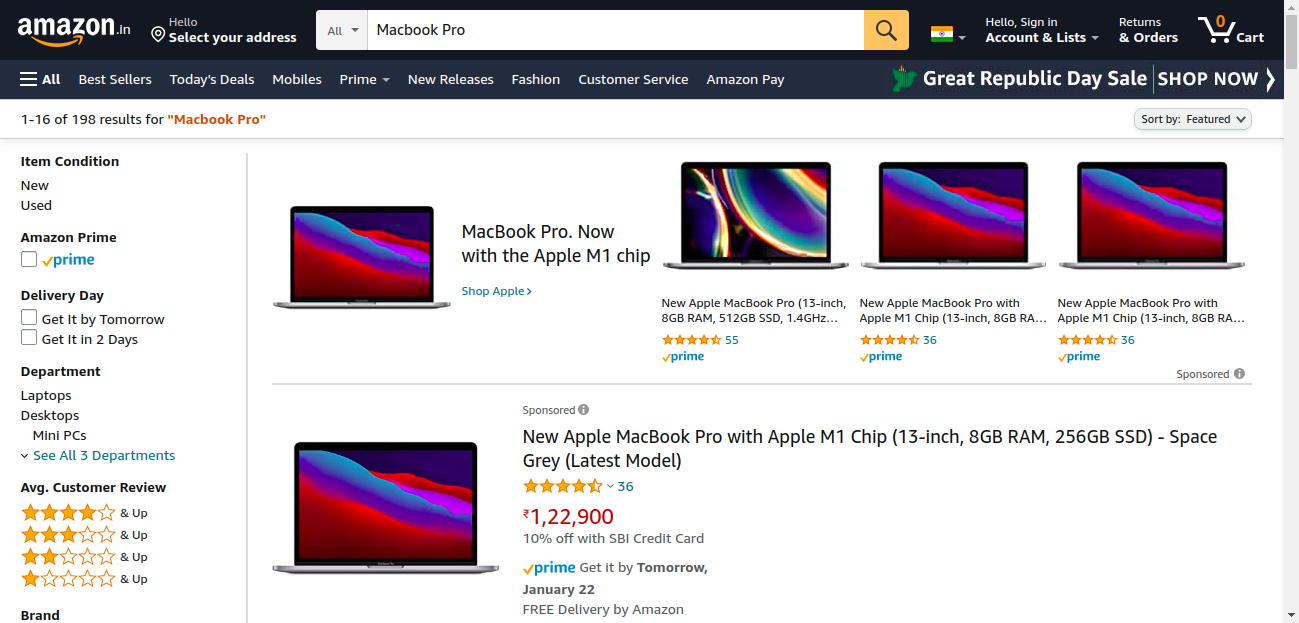 amazon.in
Hello
Select your address
All
Macbook Pro
Hello, Sign in
Account & Lists
Returns
& Orders
0
Cart
All
Best Sellers
Today's Deals
Mobiles
Prime
New Releases
Fashion
Customer Service
Amazon Pay
Great Republic Day Sale
SHOP NOW
1-16 of 198 results for "Macbook Pro"
Sort by: Featured
Item Condition
New
Used
Amazon Prime
prime
Delivery Day
Get It by Tomorrow
Get It in 2 Days
Department
Laptops
Desktops
Mini PCs
See All 3 Departments
Avg. Customer Review
& Up
& Up
& Up
& Up
Brand
MacBook Pro. Now
with the Apple M1 chip
Shop Apple ›
New Apple MacBook Pro (13-inch,
8GB RAM, 512GB SSD, 1.4GHz…
55
prime
New Apple MacBook Pro with
Apple M1 Chip (13-inch, 8GB RA…
36
prime
New Apple MacBook Pro with
Apple M1 Chip (13-inch, 8GB RA…
36
prime
Sponsored
Sponsored
New Apple MacBook Pro with Apple M1 Chip (13-inch, 8GB RAM, 256GB SSD) - Space
Grey (Latest Model)
36
₹1,22,900
10% off with SBI Credit Card
prime Get it by Tomorrow,
January 22
FREE Delivery by Amazon